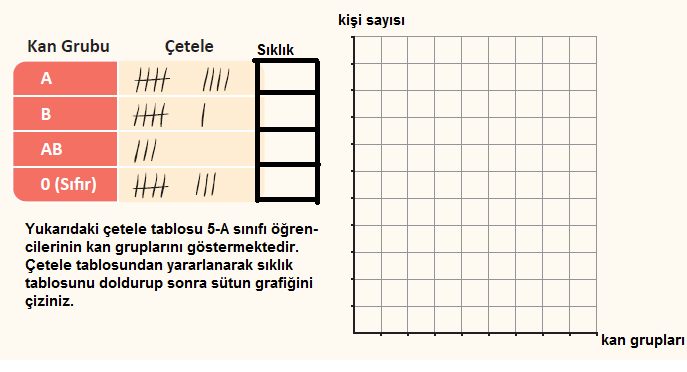 kişi sayısı
Kan Grubu Çetele Sıklık
A
B
AB
0 (Sıfır)
Yukarıdaki çetele tablosu 5-A sınıfı öğren-
cilerinin kan gruplarını göstermektedir.
Çetele tablosundan yararlanarak sıklık
tablosunu doldurup sonra sütun grafiğini
çiziniz.
kan grupları